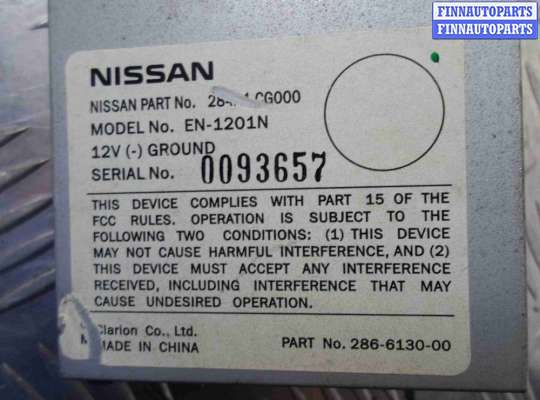 FINNAUTOPARTS
FINNAUTOPARTS
NISSAN
NISSAN PART No. CG000
MODEL No. EN-1201N
12V (-) GROUND
SERIAL No. 0093657
THIS DEVICE COMPLIES WITH PART 15 OF THE
FCC RULES. OPERATION IS SUBJECT TO THE
FOLLOWING TWO CONDITIONS: (1) THIS DEVICE
MAY NOT CAUSE HARMFUL INTERFERENCE, AND (2)
THIS DEVICE MUST ACCEPT ANY INTERFERENCE
RECEIVED, INCLUDING INTERFERENCE THAT MAY
CAUSE UNDESIRED OPERATION.
Clarion Co., Ltd.
MADE IN CHINA PART No. 286-6130-00